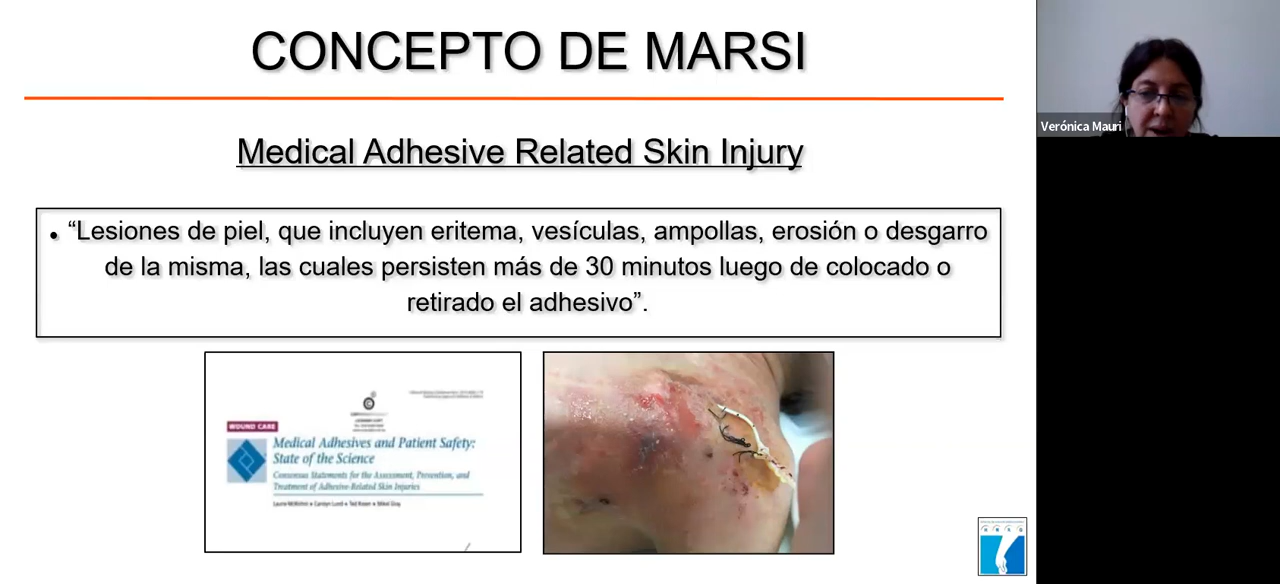 CONCEPTO DE MARSI
Verónica Mauri
Medical Adhesive Related Skin Injury
• “Lesiones de piel, que incluyen eritema, vesículas, ampollas, erosión o desgarro
de la misma, las cuales persisten más de 30 minutos luego de colocado o
retirado el adhesivo”.
WOUND CARE
Medical Adhesives and Patient Safety:
State of the Science
Consensus Statements for the Assessment, Prevention, and
Treatment of Adhesive-Related Skin Injuries